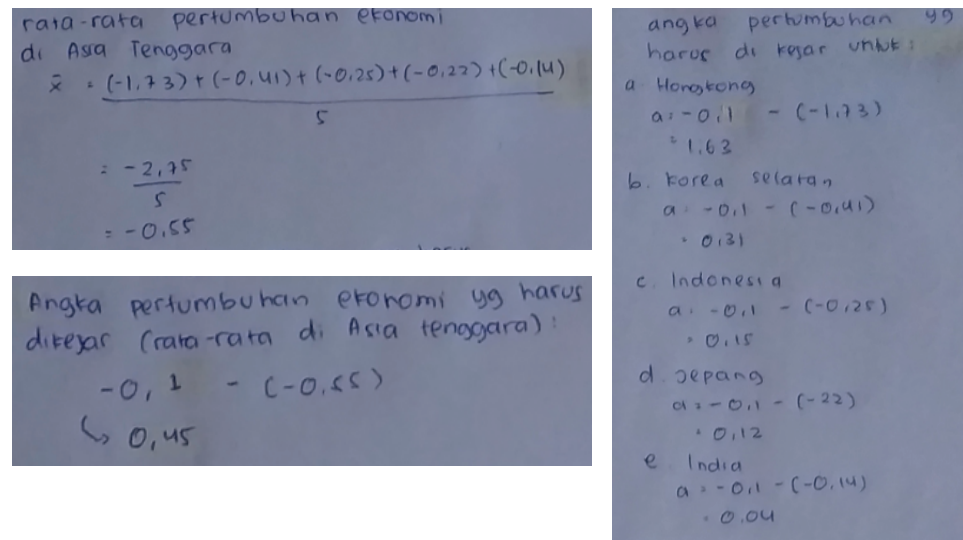 rata-rata pertumbuhan ekonomi
di Asia Tenggara
x̄ = (-1,73) + (-0,41) + (-0,25) + (-0,22) + (-0,14)
5
= -2,75
5
= -0,55
Angka pertumbuhan ekonomi yg harus
dikejar (rata-rata di Asia tenggara) :
-0,1 - (-0,55)
↳ 0,45
angka pertumbuhan yg
harus di kejar untuk :
a Hongkong
a = -0,1 - (-1,73)
= 1,63
b. Korea selatan
a = -0,1 - (-0,41)
= 0,31
c. Indonesia
a = -0,1 - (-0,25)
= 0,15
d. Jepang
a = -0,1 - (-22)
= 0,12
e. India
a = -0,1 - (-0,14)
= 0.04